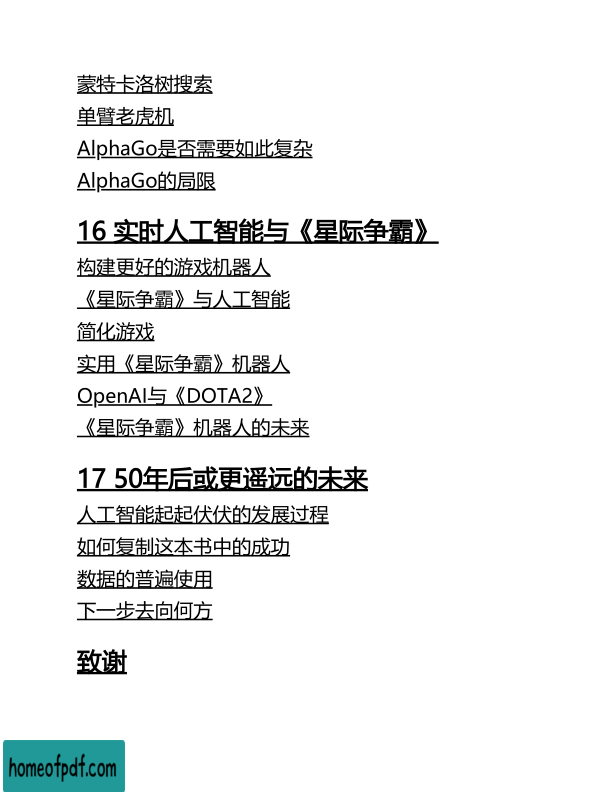 蒙特卡洛树搜索
单臂老虎机
AlphaGo是否需要如此复杂
AlphaGo的局限
16 实时人工智能与《星际争霸》
构建更好的游戏机器人
《星际争霸》与人工智能
简化游戏
实用《星际争霸》机器人
OpenAI与《DOTA2》
《星际争霸》机器人的未来
17 50年后或更遥远的未来
人工智能起起伏伏的发展过程
如何复制这本书中的成功
数据的普遍使用
下一步去向何方
致谢
homeofpdf.com